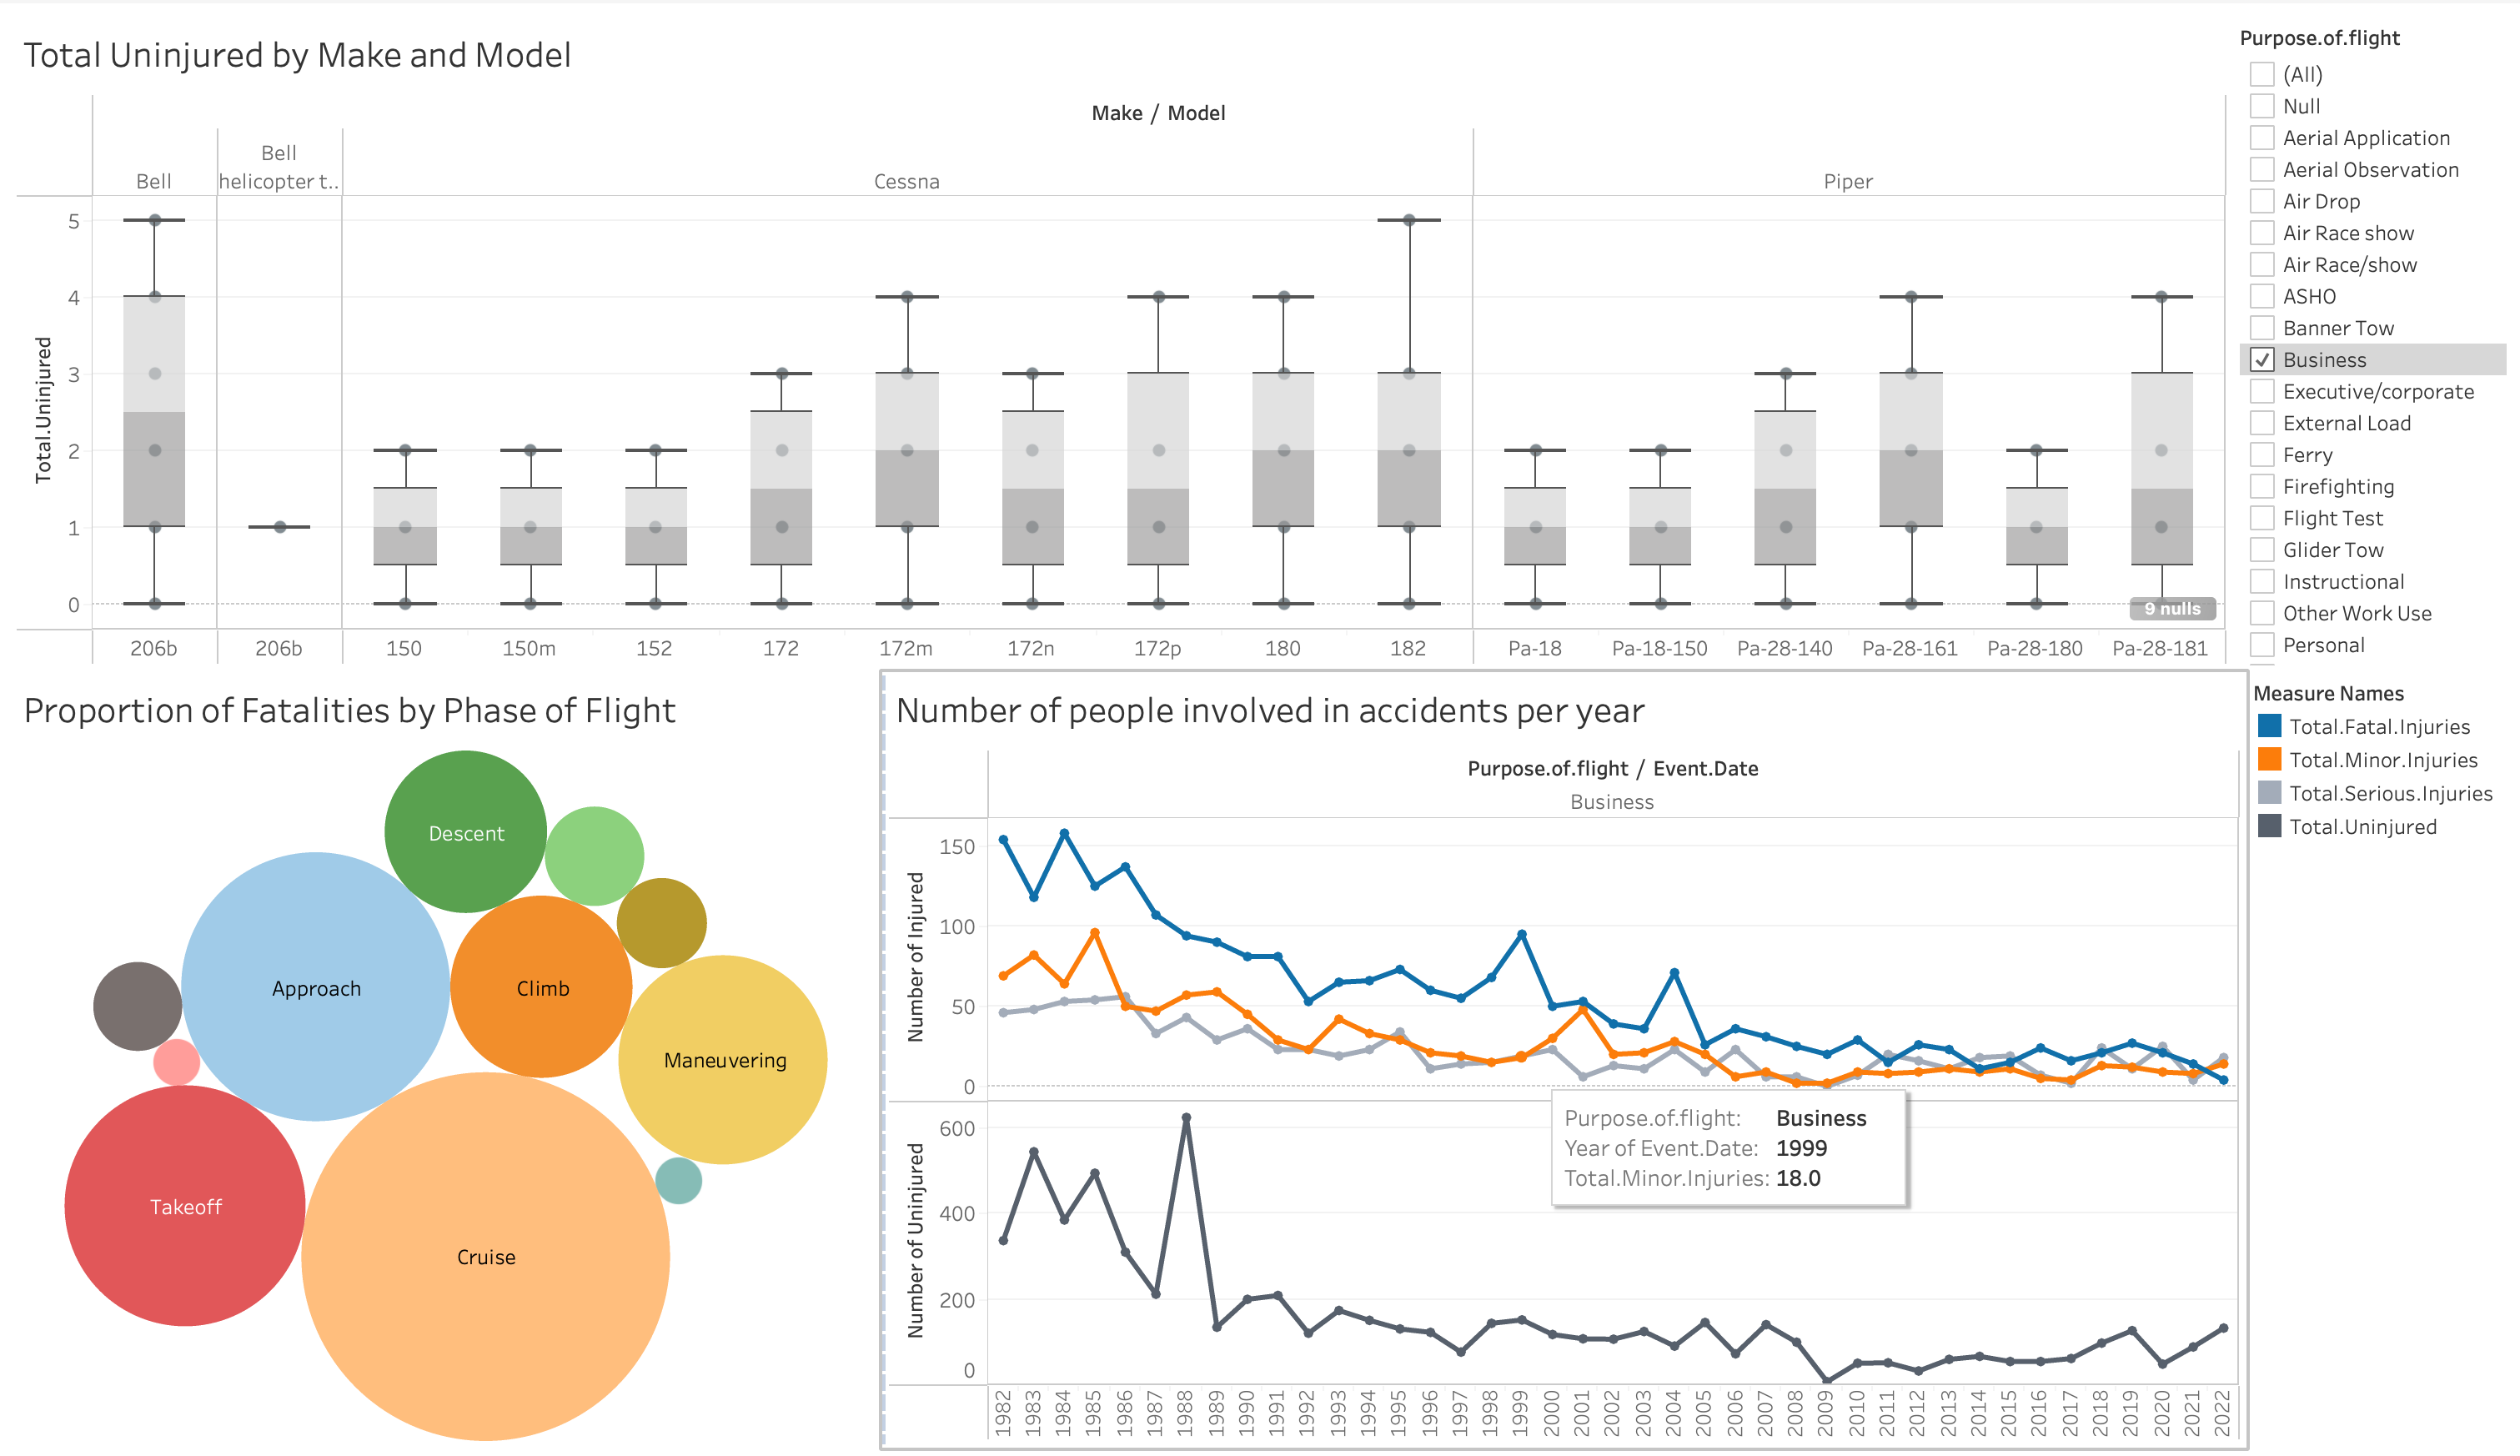 Total Uninjured by Make and Model
Make / Model
Bell
Bell
helicopter t..
Cessna
Piper
Total.Uninjured
5
4
3
2
1
0
9 nulls
206b
206b
150
150m
152
172
172m
172n
172p
180
182
Pa-18
Pa-18-150
Pa-28-140
Pa-28-161
Pa-28-180
Pa-28-181
Purpose.of.flight
(All)
Null
Aerial Application
Aerial Observation
Air Drop
Air Race show
Air Race/show
ASHO
Banner Tow
Business
Executive/corporate
External Load
Ferry
Firefighting
Flight Test
Glider Tow
Instructional
Other Work Use
Personal
Proportion of Fatalities by Phase of Flight
Descent
Approach
Climb
Maneuvering
Takeoff
Cruise
Number of people involved in accidents per year
Purpose.of.flight / Event.Date
Business
Number of Injured
150
100
50
0
Number of Uninjured
600
400
200
0
Purpose.of.flight: Business
Year of Event.Date: 1999
Total.Minor.Injuries: 18.0
1982
1983
1984
1985
1986
1987
1988
1989
1990
1991
1992
1993
1994
1995
1996
1997
1998
1999
2000
2001
2002
2003
2004
2005
2006
2007
2008
2009
2010
2011
2012
2013
2014
2015
2016
2017
2018
2019
2020
2021
2022
Measure Names
Total.Fatal.Injuries
Total.Minor.Injuries
Total.Serious.Injuries
Total.Uninjured